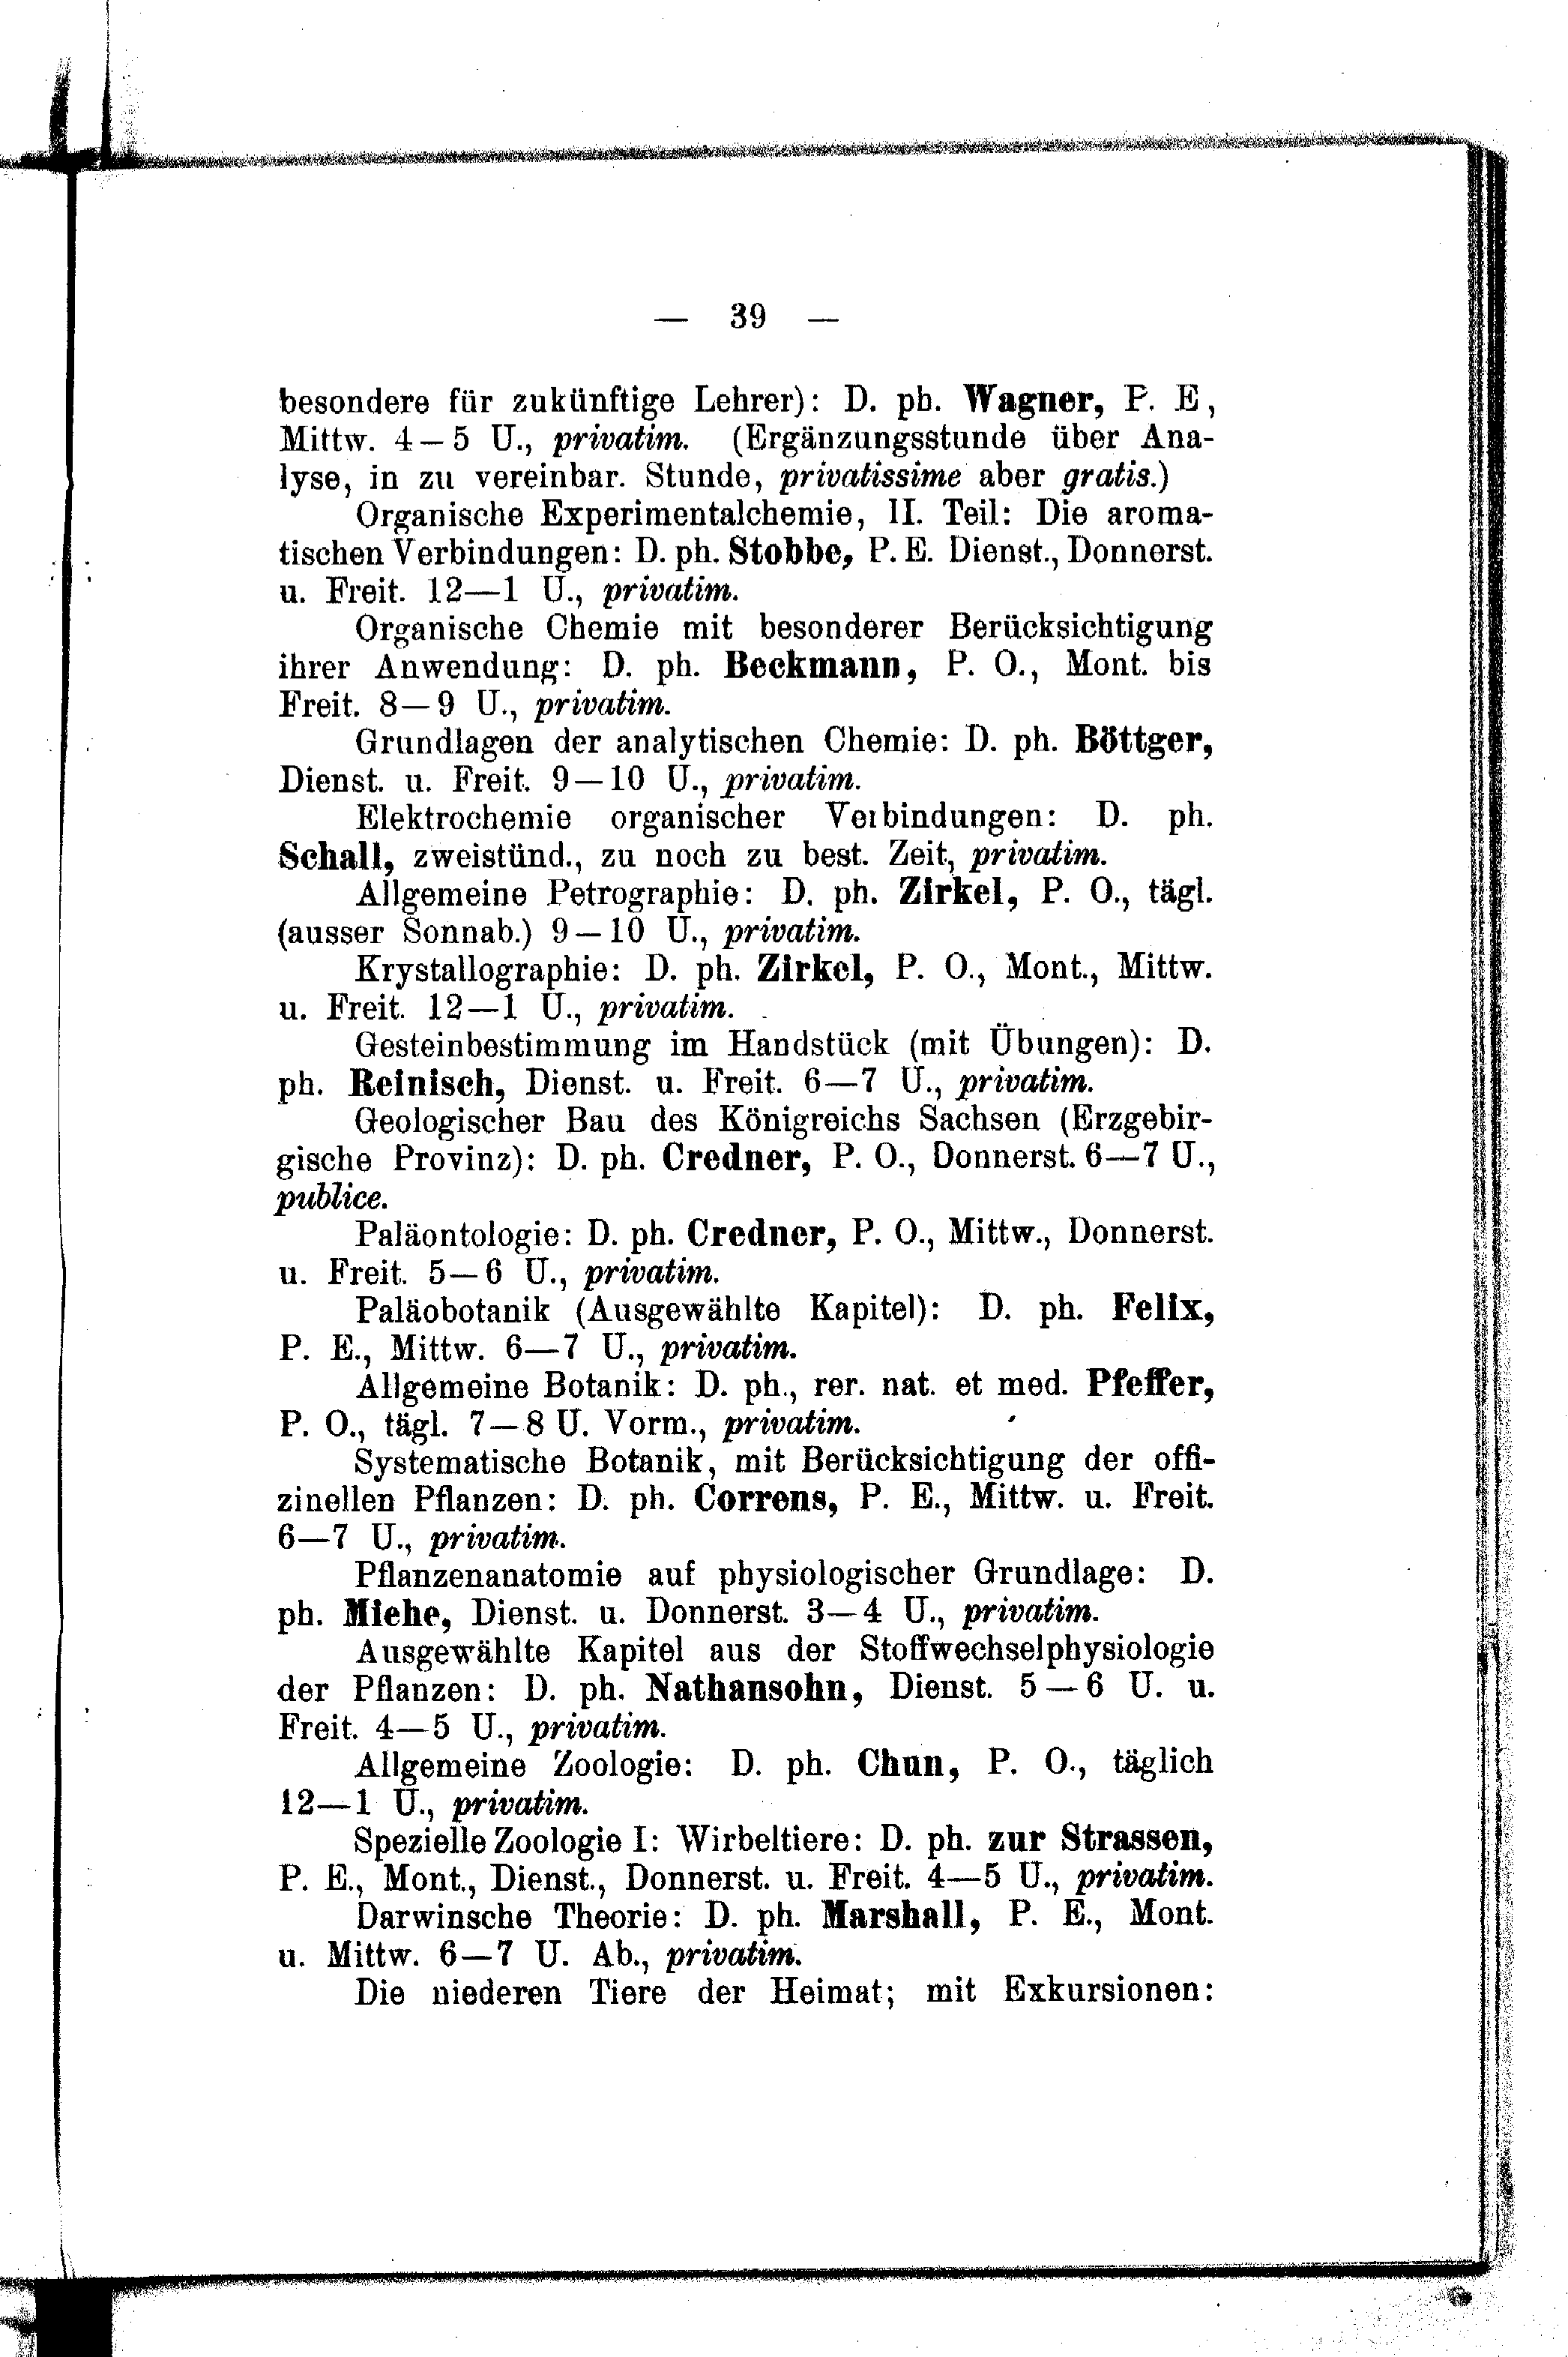 — 39 —
besondere für zukünftige Lehrer): D. ph. Wagner, P. E,
Mittw. 4–5 U., privatim. (Ergänzungsstunde über Ana-
lyse, in zu vereinbar. Stunde, privatissime aber gratis.)
Organische Experimentalchemie, II. Teil: Die aroma-
tischen Verbindungen: D. ph. Stobbe, P. E. Dienst., Donnerst.
u. Freit. 12—1 U., privatim.
Organische Chemie mit besonderer Berücksichtigung
ihrer Anwendung: D. ph. Beckmann, P. O., Mont. bis
Freit. 8—9 U., privatim.
Grundlagen der analytischen Chemie: D. ph. Böttger,
Dienst. u. Freit. 9—10 U., privatim.
Elektrochemie organischer Verbindungen: D. ph.
Schall, zweistünd., zu noch zu best. Zeit, privatim.
Allgemeine Petrographie: D. ph. Zirkel, P. O., tägl.
(ausser Sonnab.) 9—10 U., privatim.
Krystallographie: D. ph. Zirkel, P. O., Mont., Mittw.
u. Freit. 12—1 U., privatim.
Gesteinbestimmung im Handstück (mit Übungen): D.
ph. Reinisch, Dienst. u. Freit. 6—7 U., privatim.
Geologischer Bau des Königreichs Sachsen (Erzgebir-
gische Provinz): D. ph. Credner, P. O., Donnerst. 6—7 U.,
publice.
Paläontologie: D. ph. Credner, P. O., Mittw., Donnerst.
u. Freit. 5—6 U., privatim.
Paläobotanik (Ausgewählte Kapitel): D. ph. Felix,
P. E., Mittw. 6—7 U., privatim.
Allgemeine Botanik: D. ph., rer. nat. et med. Pfeffer,
P. O., tägl. 7—8 U. Vorm., privatim.
Systematische Botanik, mit Berücksichtigung der offi-
zinellen Pflanzen: D. ph. Correns, P. E., Mittw. u. Freit.
6—7 U., privatim.
Pflanzenanatomie auf physiologischer Grundlage: D.
ph. Miehe, Dienst. u. Donnerst. 3—4 U., privatim.
Ausgewählte Kapitel aus der Stoffwechselphysiologie
der Pflanzen: D. ph. Nathansohn, Dienst. 5—6 U. u.
Freit. 4—5 U., privatim.
Allgemeine Zoologie: D. ph. Chun, P. O., täglich
12—1 U., privatim.
Spezielle Zoologie I: Wirbeltiere: D. ph. zur Strassen,
P. E., Mont., Dienst., Donnerst. u. Freit. 4—5 U., privatim.
Darwinsche Theorie: D. ph. Marshall, P. E., Mont.
u. Mittw. 6—7 U. Ab., privatim.
Die niederen Tiere der Heimat; mit Exkursionen: